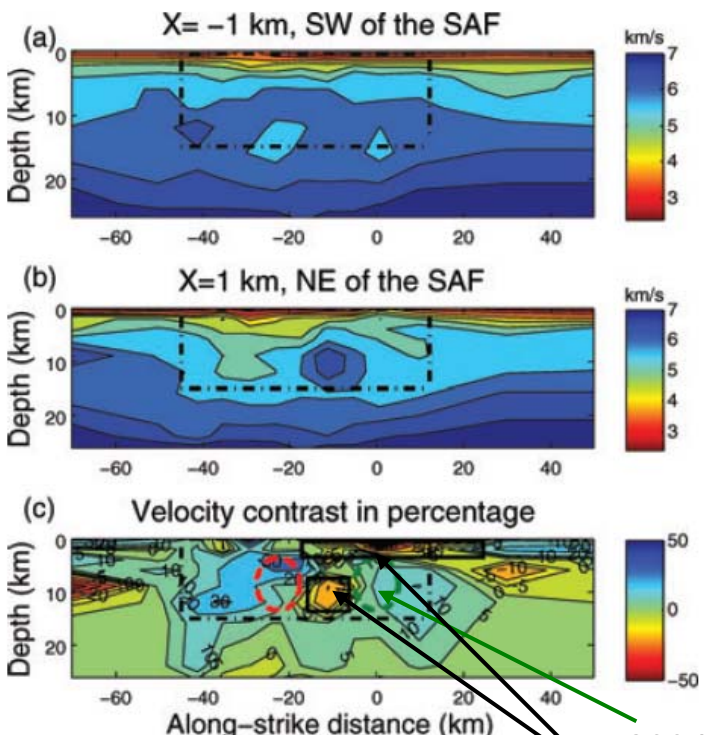 (a) X= −1 km, SW of the SAF
km/s
Depth (km)
0
10
20
−60 −40 −20 0 20 40
7
6
5
4
3
(b) X=1 km, NE of the SAF
km/s
Depth (km)
0
10
20
−60 −40 −20 0 20 40
7
6
5
4
3
(c) Velocity contrast in percentage
Depth (km)
0
10
20
−60 −40 −20 0 20 40
50
0
−50
Along−strike distance (km)